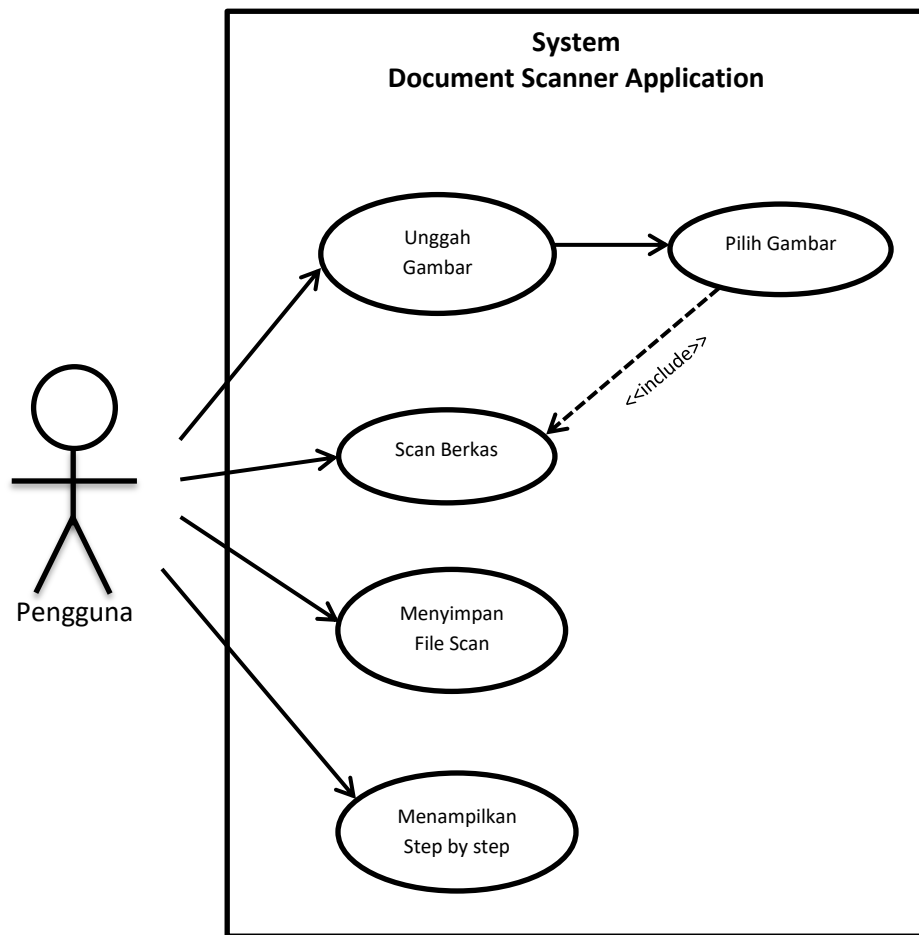 System
Document Scanner Application
Unggah
Gambar
Pilih Gambar
<<include>>
Scan Berkas
Pengguna
Menyimpan
File Scan
Menampilkan
Step by step